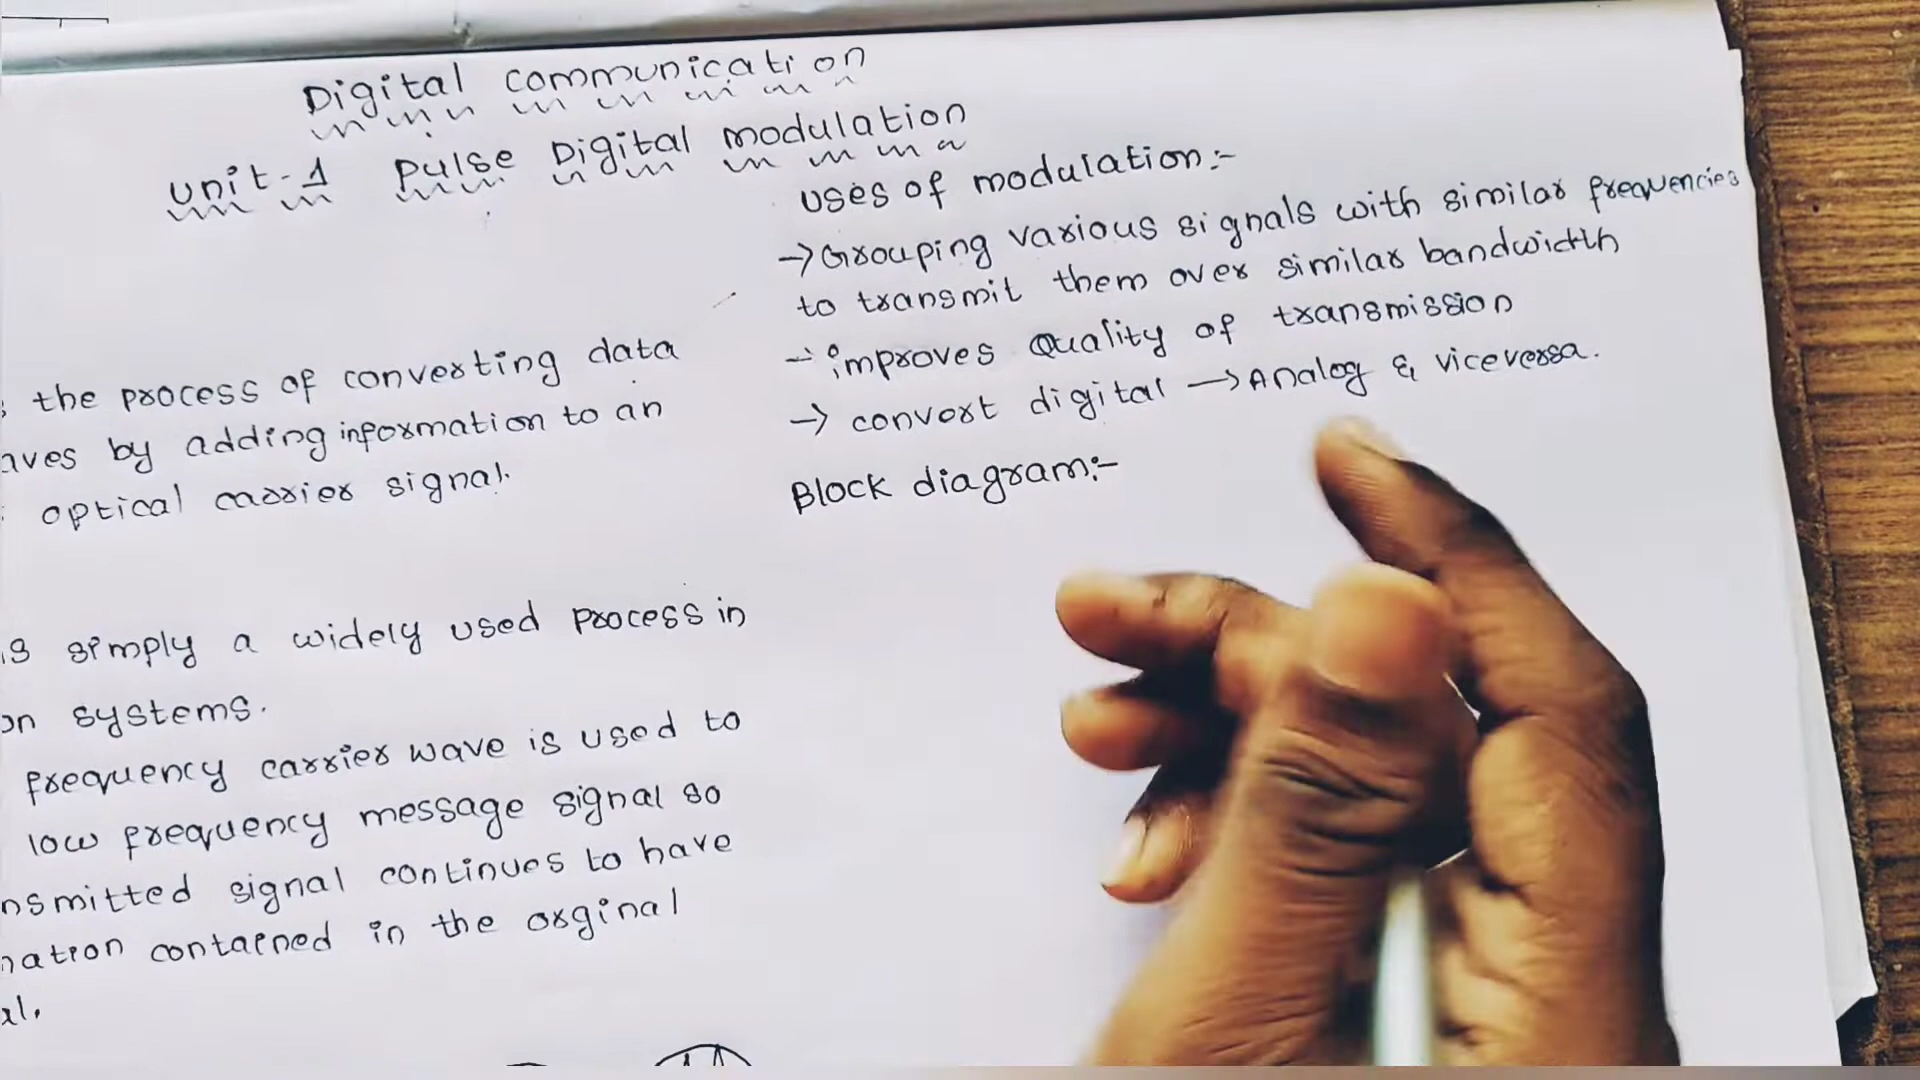 Digital communication
unit-1 pulse Digital modulation
the process of converting data
by adding information to an
optical carrier signal.
simply a widely used process in
systems.
frequency carrier wave is used to
low frequency message signal so
signal continues to have
contained in the orginal
uses of modulation:-
→Grouping various signals with similar frequencies
to transmit them over similar bandwidth
→improves Quality of transmission
→ convert digital →Analog & viceversa.
Block diagram:-